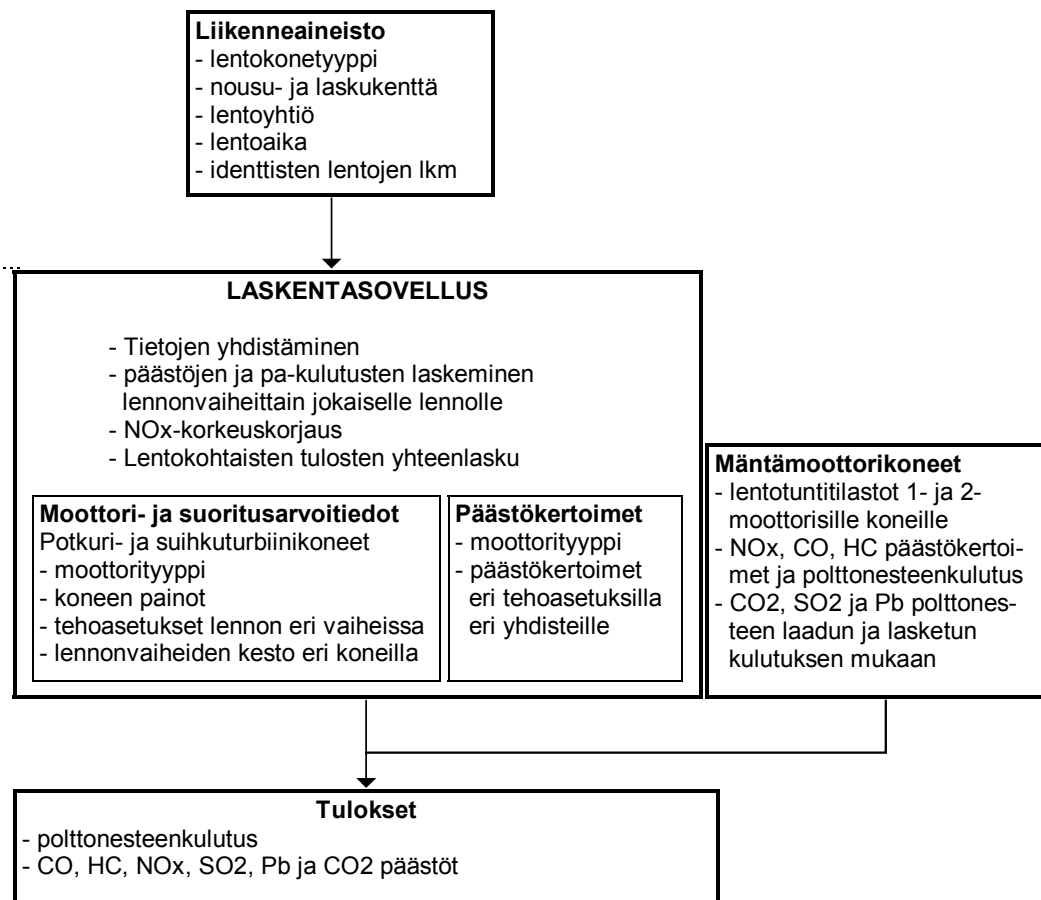 Liikenneaineisto
- lentokonetyyppi
- nousu- ja laskukenttä
- lentoyhtiö
- lentoaika
- identtisten lentojen lkm
LASKENTASOVELLUS
- Tietojen yhdistäminen
- päästöjen ja pa-kulutusten laskeminen
lennonvaiheittain jokaiselle lennolle
- NOx-korkeuskorjaus
- Lentokohtaisten tulosten yhteenlasku
Moottori- ja suoritusarvoitiedot
Potkuri- ja suihkuturbiinikoneet
- moottorityyppi
- koneen painot
- tehoasetukset lennon eri vaiheissa
- lennonvaiheiden kesto eri koneilla
Päästökertoimet
- moottorityyppi
- päästökertoimet
eri tehoasetuksilla
eri yhdisteille
Mäntämoottorikoneet
- lentotuntitilastot 1- ja 2-
moottorisille koneille
- NOx, CO, HC päästökertoi-
met ja polttonesteenkulutus
- CO2, SO2 ja Pb polttones-
teen laadun ja lasketun
kulutuksen mukaan
Tulokset
- polttonesteenkulutus
- CO, HC, NOx, SO2, Pb ja CO2 päästöt